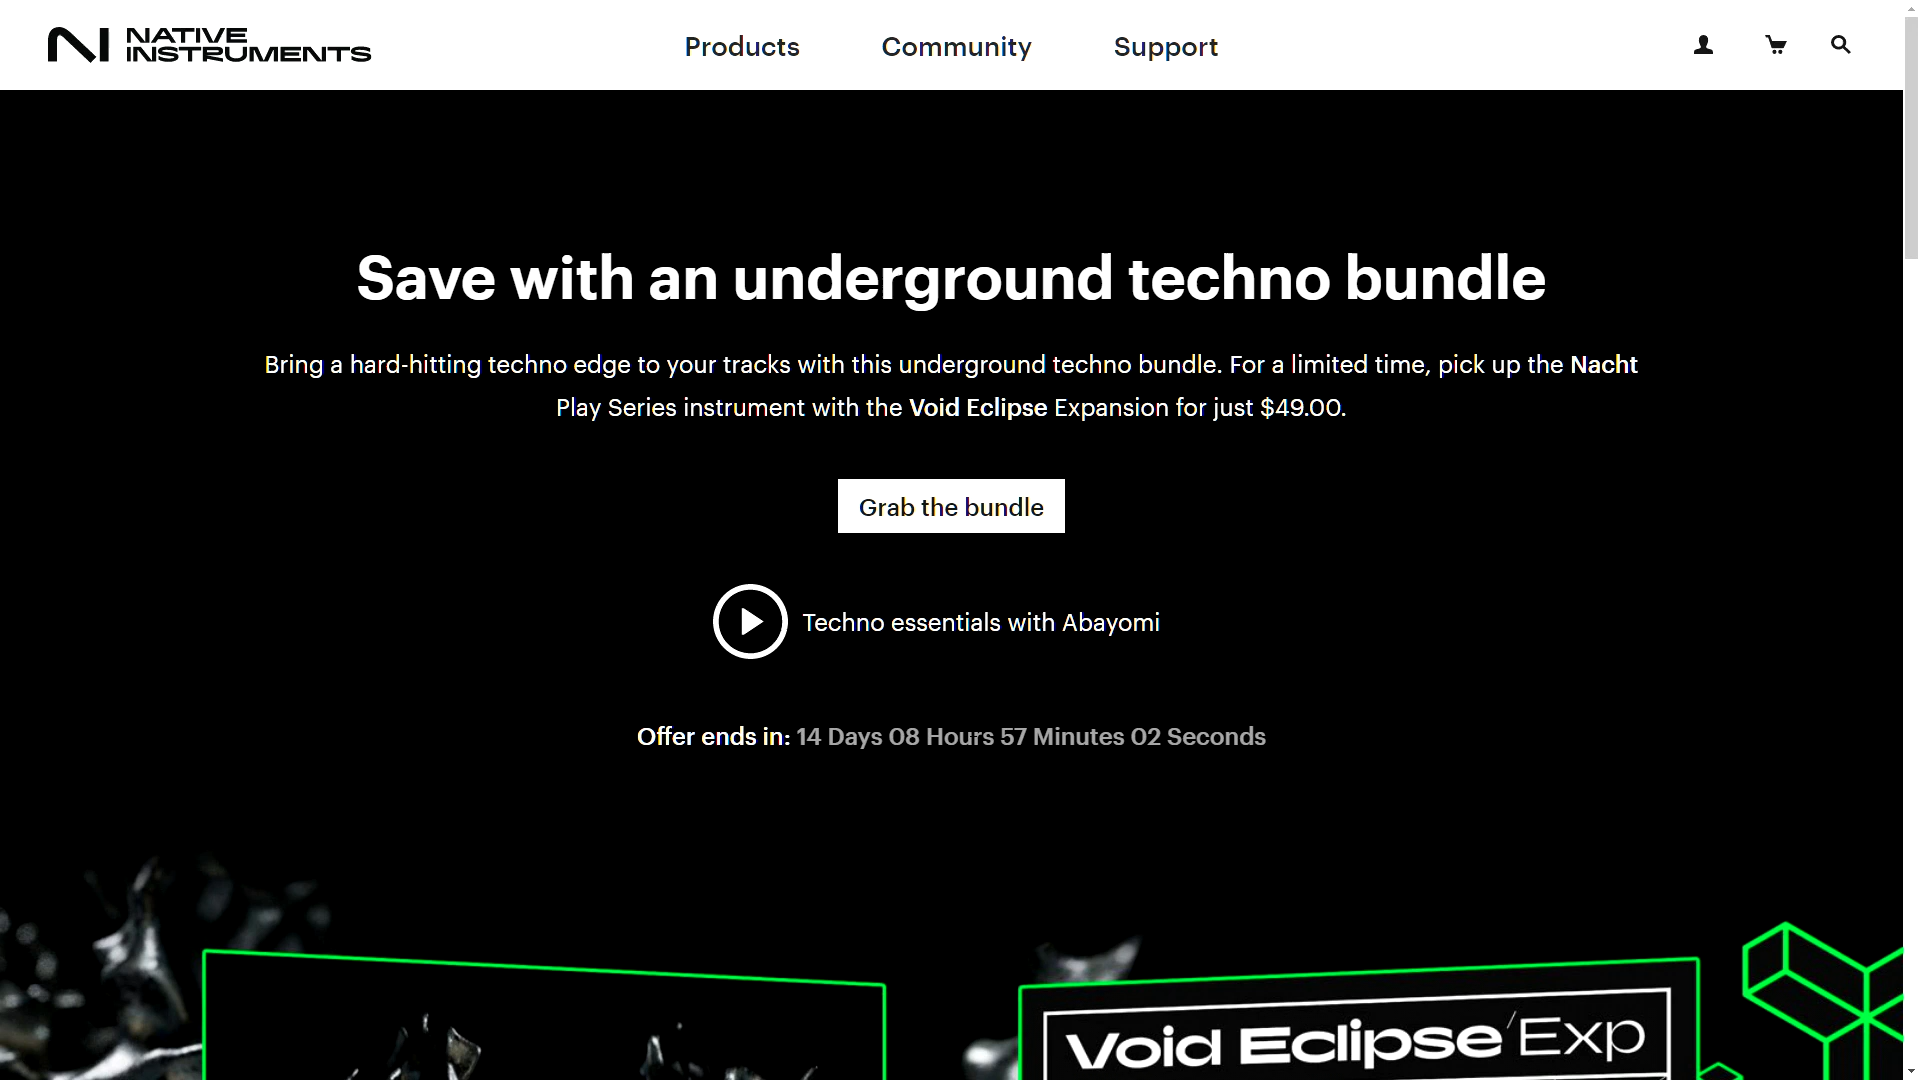 NATIVE
INSTRUMENTS
Products
Community
Support
Save with an underground techno bundle
Bring a hard-hitting techno edge to your tracks with this underground techno bundle. For a limited time, pick up the Nacht
Play Series instrument with the Void Eclipse Expansion for just $49.00.
Grab the bundle
Techno essentials with Abayomi
Offer ends in: 14 Days 08 Hours 57 Minutes 02 Seconds
Void Eclipse/Exp